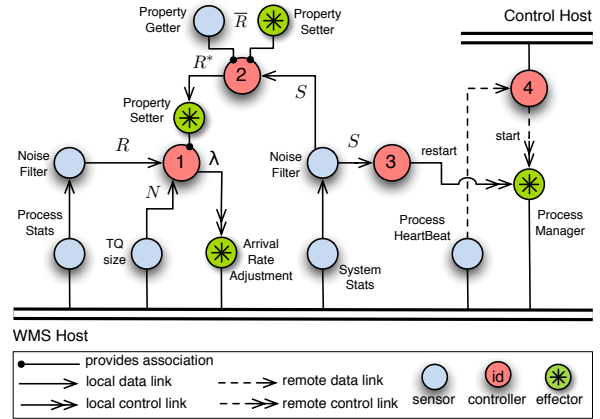 Property
Getter
R̅
Property
Setter
Control Host
2
4
R*
S
Property
Setter
start
Noise
Filter
R
1
λ
Noise
Filter
S
3
restart
N
Process
Stats
TQ
size
Arrival
Rate
Adjustment
System
Stats
Process
HeartBeat
Process
Manager
WMS Host
provides association
local data link
remote data link
local control link
remote control link
sensor
id
controller
effector